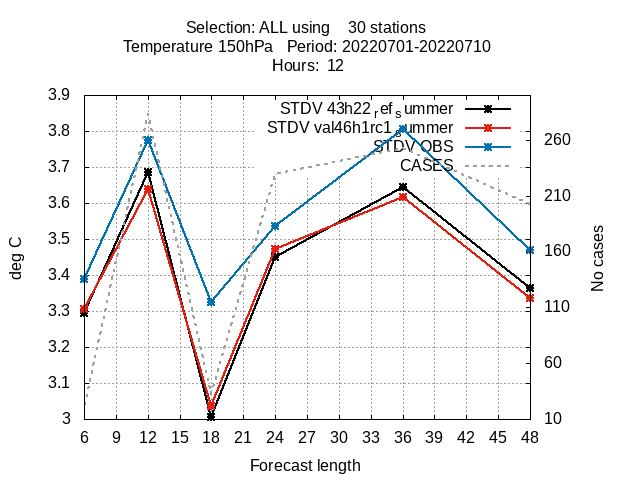 Selection: ALL using    30 stations
Temperature 150hPa   Period: 20220701-20220710
Hours: 12
STDV 43h22_ref_summer
STDV val46h1rc1_summer
STDV OBS
CASES
3.9
3.8
3.7
3.6
3.5
3.4
3.3
3.2
3.1
3
260
210
160
110
60
10
deg C
No cases
6 9 12 15 18 21 24 27 30 33 36 39 42 45 48
Forecast length